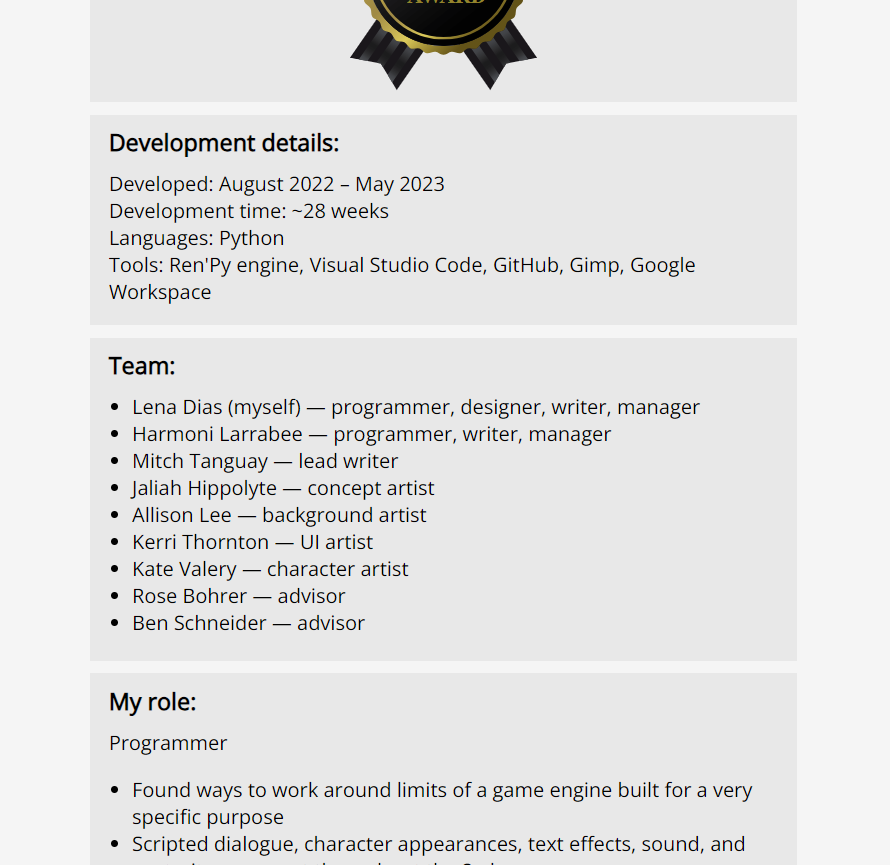 AWARD
Development details:
Developed: August 2022 – May 2023
Development time: ~28 weeks
Languages: Python
Tools: Ren'Py engine, Visual Studio Code, GitHub, Gimp, Google
Workspace
Team:
• Lena Dias (myself) — programmer, designer, writer, manager
• Harmoni Larrabee — programmer, writer, manager
• Mitch Tanguay — lead writer
• Jaliah Hippolyte — concept artist
• Allison Lee — background artist
• Kerri Thornton — UI artist
• Kate Valery — character artist
• Rose Bohrer — advisor
• Ben Schneider — advisor
My role:
Programmer
• Found ways to work around limits of a game engine built for a very
specific purpose
• Scripted dialogue, character appearances, text effects, sound, and